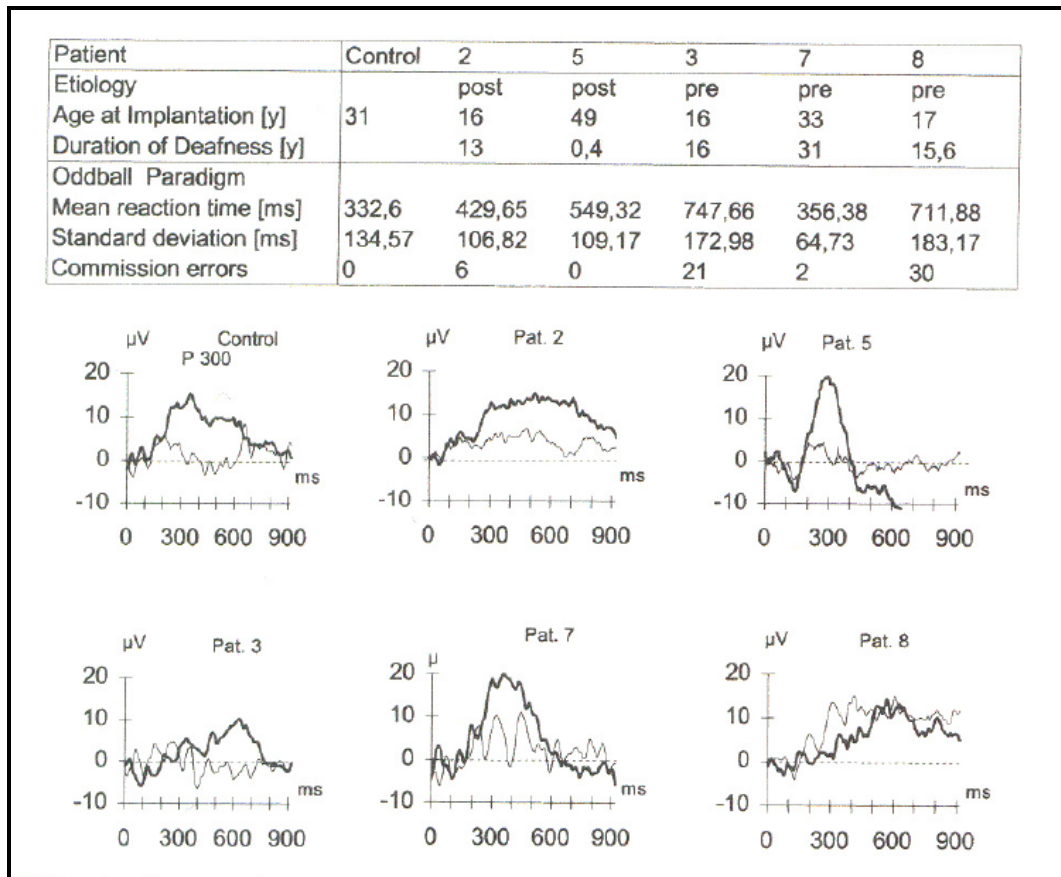 Patient Control 2 5 3 7 8
Etiology post post pre pre pre
Age at Implantation [y] 31 16 49 16 33 17
Duration of Deafness [y] 13 0,4 16 31 15,6
Oddball Paradigm
Mean reaction time [ms] 332,6 429,65 549,32 747,66 356,38 711,88
Standard deviation [ms] 134,57 106,82 109,17 172,98 64,73 183,17
Commission errors 0 6 0 21 2 30
µV Control
P 300
20
10
0
-10
ms
0 300 600 900
µV Pat. 2
20
10
0
-10
ms
0 300 600 900
µV Pat. 5
20
10
0
-10
ms
0 300 600 900
µV Pat. 3
20
10
0
-10
ms
0 300 600 900
µ Pat. 7
20
10
0
-10
ms
0 300 600 900
µV Pat. 8
20
10
0
-10
ms
0 300 600 900